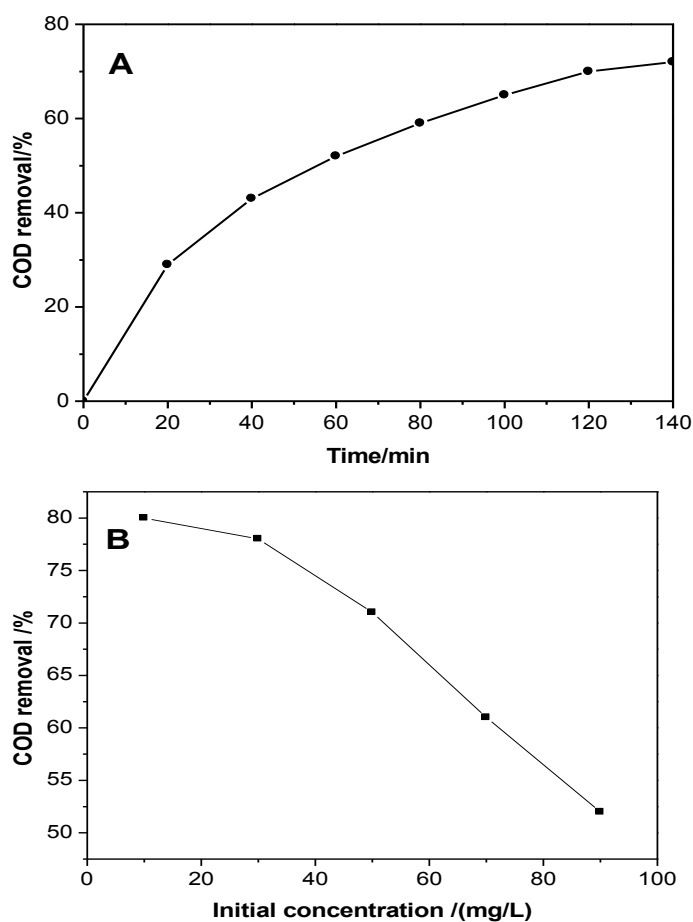 A
COD removal/%
80
60
40
20
0
0 20 40 60 80 100 120 140
Time/min
B
COD removal /%
80
75
70
65
60
55
50
0 20 40 60 80 100
Initial concentration /(mg/L)